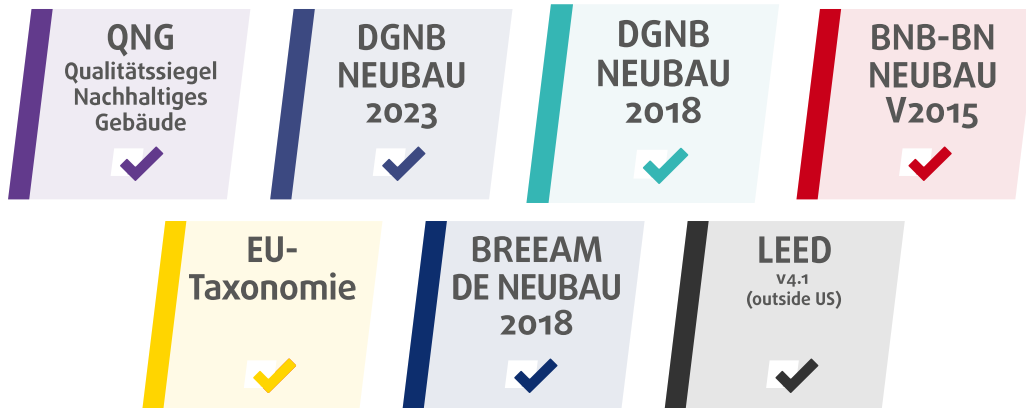 QNG
Qualitätssiegel
Nachhaltiges
Gebäude
DGNB
NEUBAU
2023
DGNB
NEUBAU
2018
BNB-BN
NEUBAU
V2015
EU-
Taxonomie
BREEAM
DE NEUBAU
2018
LEED
v4.1
(outside US)